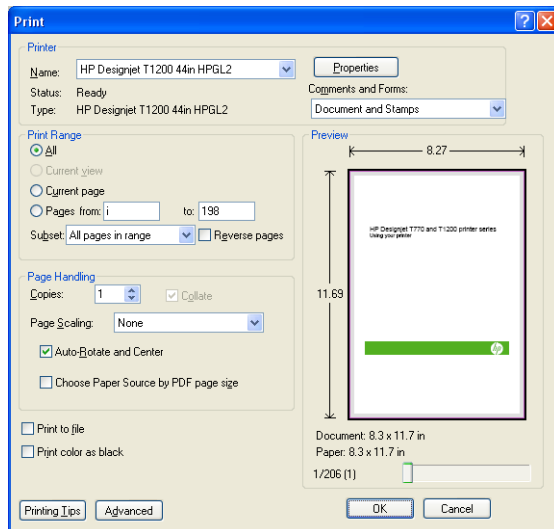 Print
Printer
Name: HP Designjet T1200 44in HPGL2
Properties
Status: Ready
Type: HP Designjet T1200 44in HPGL2
Comments and Forms:
Document and Stamps
Print Range
All
Current view
Current page
Pages from: i to: 198
Subset: All pages in range Reverse pages
Page Handling
Copies: 1 Collate
Page Scaling: None
Auto-Rotate and Center
Choose Paper Source by PDF page size
Print to file
Print color as black
Preview
8.27
11.69
HP Designjet T770 and T1200 printer series
Using your printer
hp
Document: 8.3 x 11.7 in
Paper: 8.3 x 11.7 in
1/206 (1)
Printing Tips Advanced OK Cancel